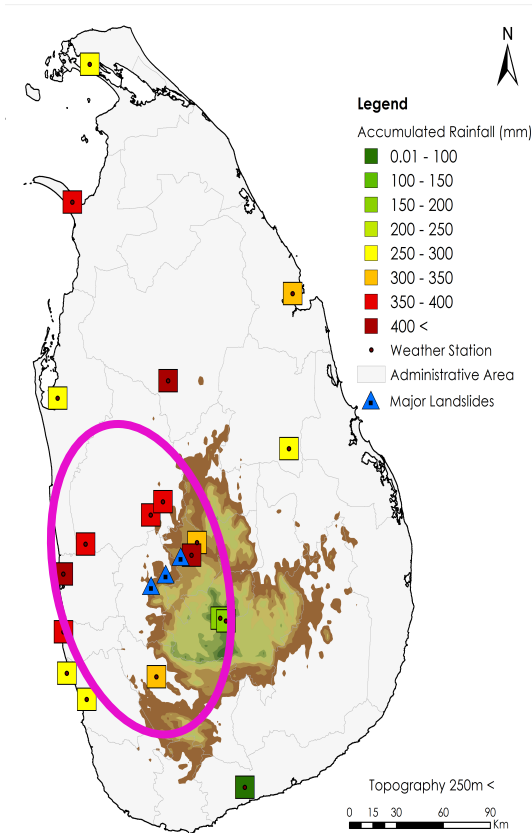 N
Legend
Accumulated Rainfall (mm)
0.01 - 100
100 - 150
150 - 200
200 - 250
250 - 300
300 - 350
350 - 400
400 <
Weather Station
Administrative Area
Major Landslides
Topography 250m <
0 15 30 60 90
Km